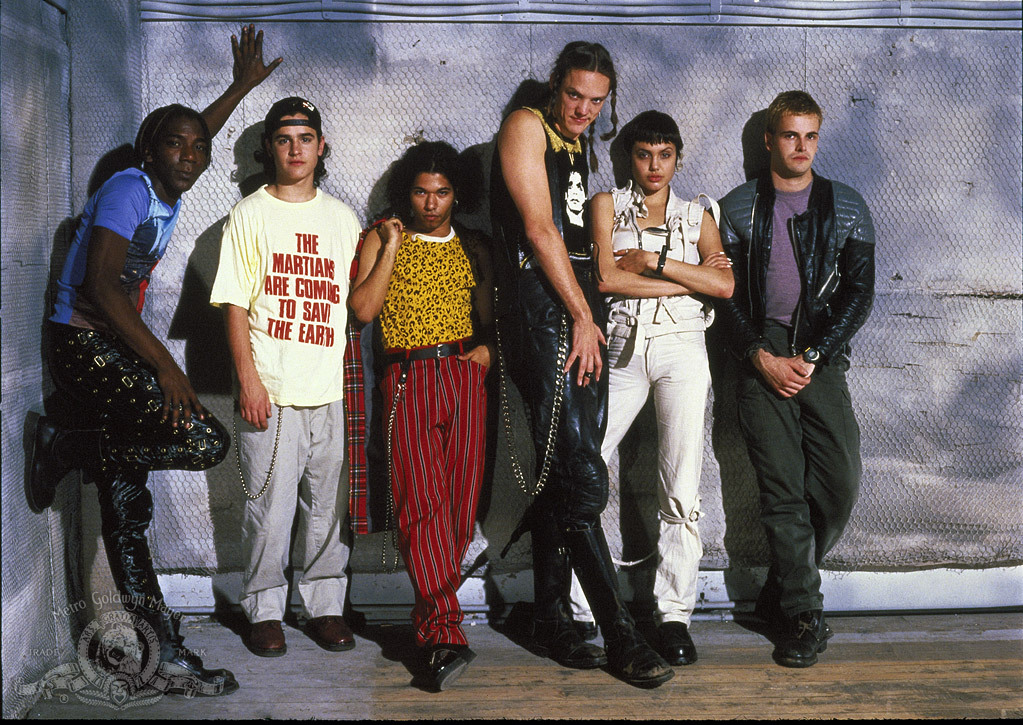 THE
MARTIANS
ARE COMING
TO SAVE
THE EARTH
Metro Goldwyn Mayer
TRADE MARK